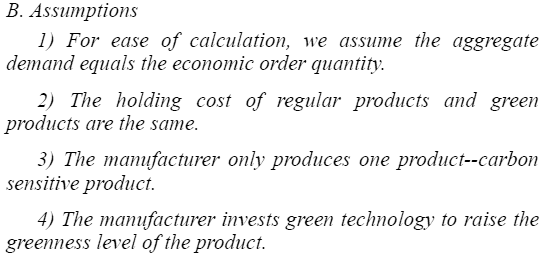 B. Assumptions
1) For ease of calculation, we assume the aggregate
demand equals the economic order quantity.
2) The holding cost of regular products and green
products are the same.
3) The manufacturer only produces one product--carbon
sensitive product.
4) The manufacturer invests green technology to raise the
greenness level of the product.